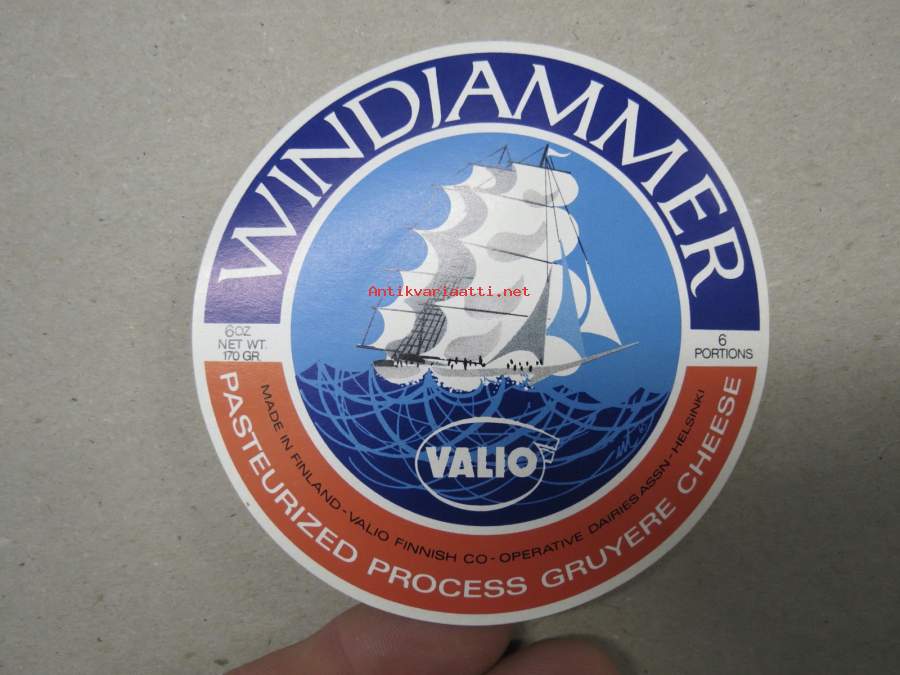 WINDJAMMER
Antikvariaatti.net
6 OZ
NET WT.
170 GR.
6
PORTIONS
VALIO
MADE IN FINLAND - VALIO FINNISH CO-OPERATIVE DAIRIES ASSN - HELSINKI
PASTEURIZED PROCESS GRUYERE CHEESE